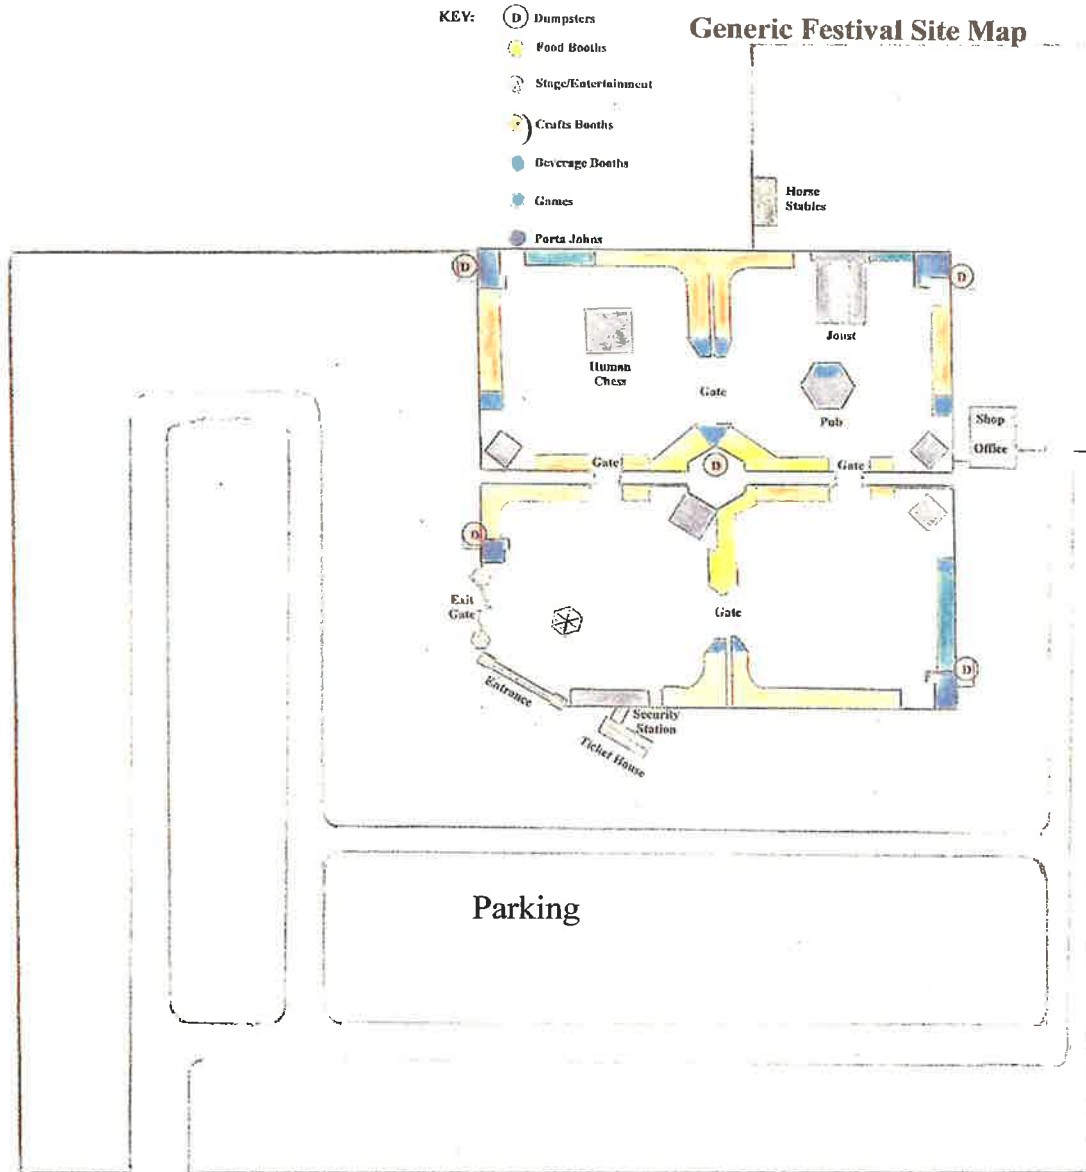 KEY:
D Dumpsters
Generic Festival Site Map
Food Booths
Stage/Entertainment
Crafts Booths
Beverage Booths
Games
Porta Johns
Horse
Stables
D
D
Joust
Human
Chess
Gate
Pub
Shop
Office
Gate
D
Gate
D
Exit
Gate
Gate
D
Entrance
Security
Station
Ticket House
Parking